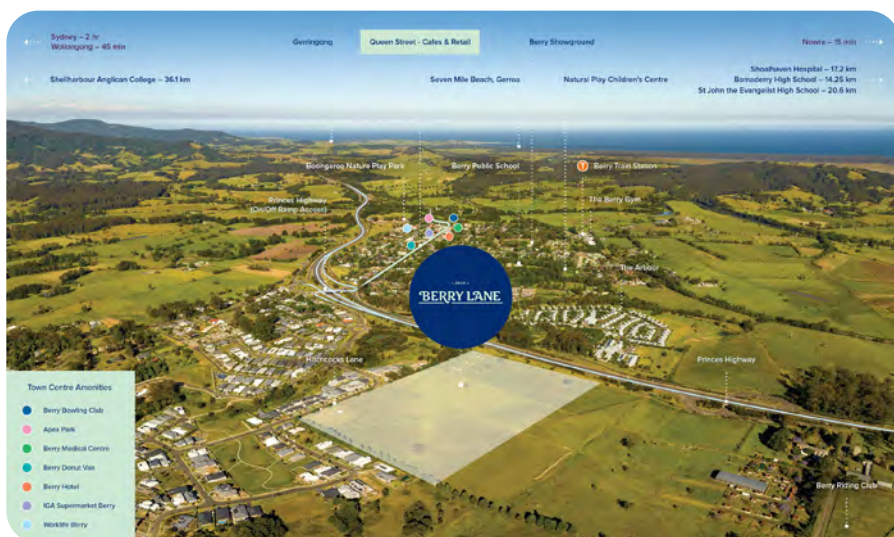 Sydney – 2 hr
Wollongong – 45 min
Gerringong
Queen Street - Cafes & Retail
Berry Showground
Nowra – 15 min
Shellharbour Anglican College – 36.1 km
Seven Mile Beach, Gerroa
Natural Play Children's Centre
Shoalhaven Hospital – 17.2 km
Bomaderry High School – 14.25 km
St John the Evangelist High School – 20.6 km
Boongaree Nature Play Park
Berry Public School
T
Berry Train Station
Princes Highway
(On/Off Ramp Access)
The Berry Gym
The Arbour
BERRY LANE
Hitchcocks Lane
Princes Highway
Berry Riding Club
Town Centre Amenities
Berry Bowling Club
Apex Park
Berry Medical Centre
Berry Donut Van
Berry Hotel
IGA Supermarket Berry
Worklife Berry